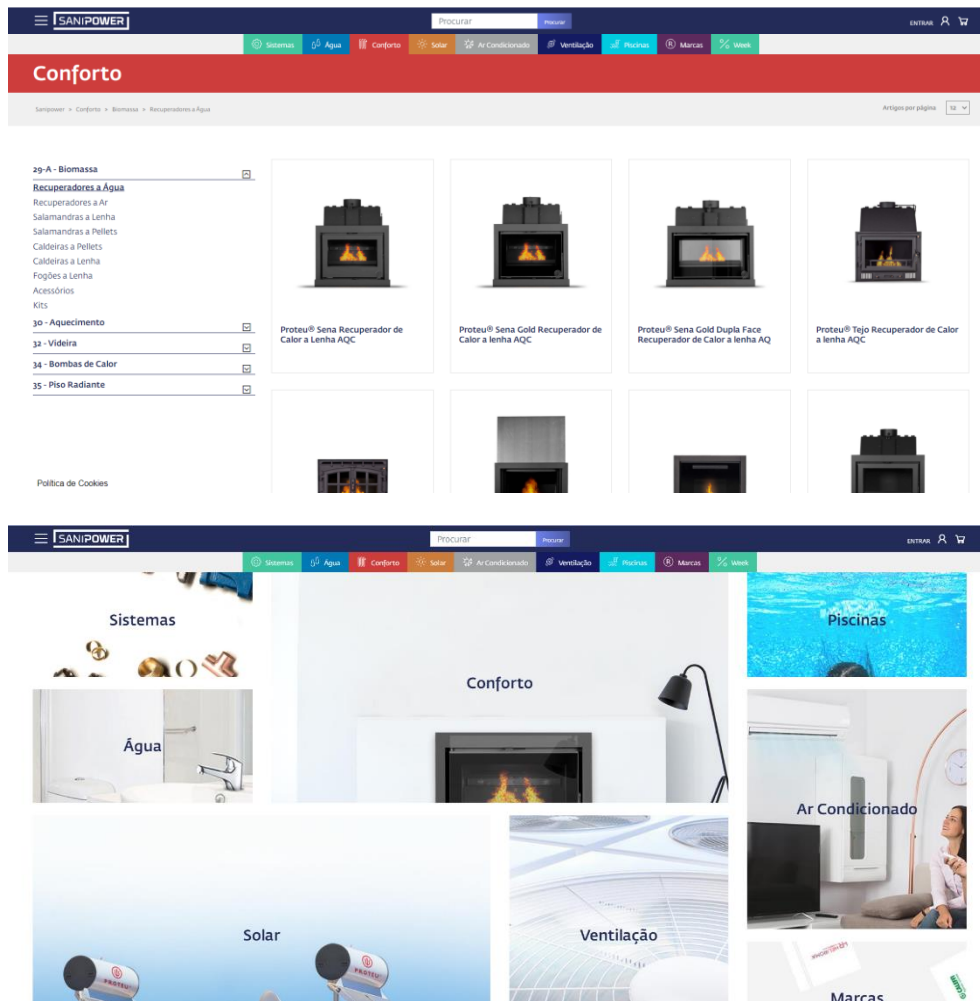 SANIPOWER
Procurar
Procurar
ENTRAR
Sistemas
Água
Conforto
Solar
Ar Condicionado
Ventilação
Piscinas
Marcas
Week
Conforto
Sanipower » Conforto » Biomassa » Recuperadores a Água
Artigos por página
29-A - Biomassa
Recuperadores a Água
Recuperadores a Ar
Salamandras a Lenha
Salamandras a Pellets
Caldeiras a Pellets
Caldeiras a Lenha
Fogões a Lenha
Acessórios
Kits
30 - Aquecimento
32 - Videira
34 - Bombas de Calor
35 - Piso Radiante
Política de Cookies
Proteu® Sena Recuperador de
Calor a Lenha AQC
Proteu® Sena Gold Recuperador de
Calor a lenha AQC
Proteu® Sena Gold Dupla Face
Recuperador de Calor a lenha AQ
Proteu® Tejo Recuperador de Calor
a lenha AQC
SANIPOWER
Procurar
Procurar
ENTRAR
Sistemas
Água
Conforto
Solar
Ar Condicionado
Ventilação
Piscinas
Marcas
Week
Sistemas
Conforto
Piscinas
Água
Ar Condicionado
Solar
Ventilação
PROTEU
PROTEU
Marcas